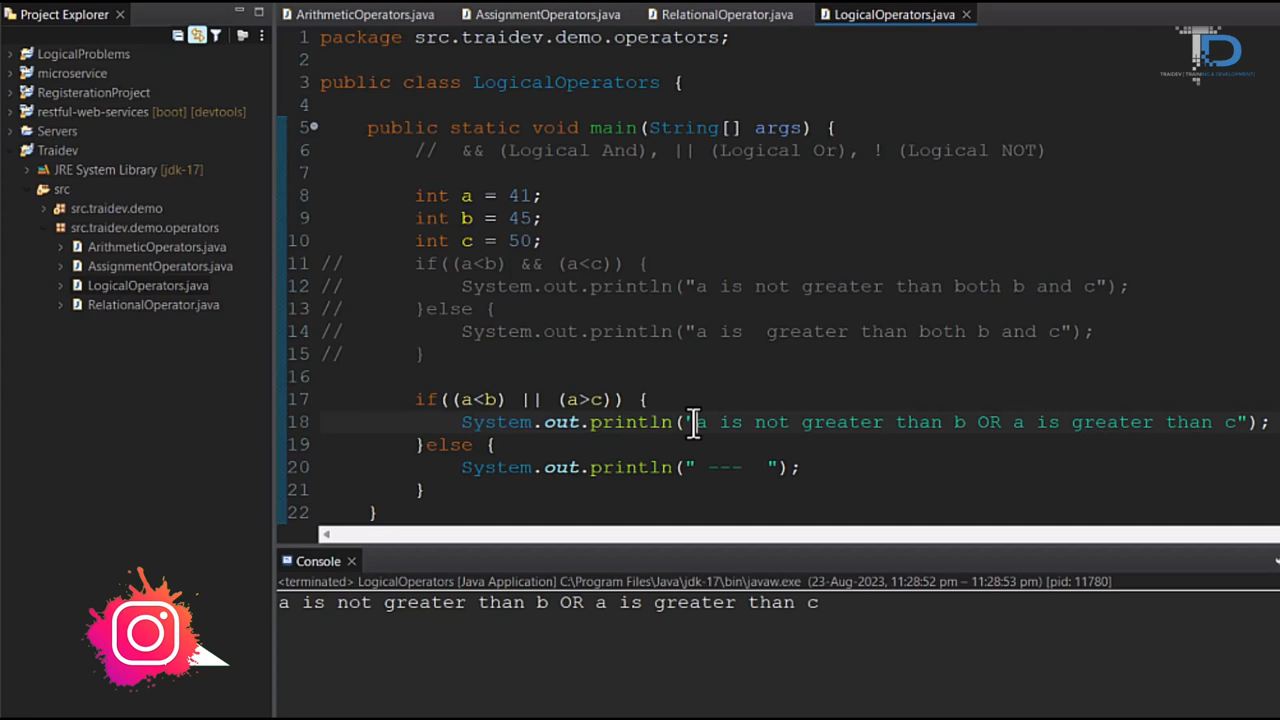 Project Explorer
ArithmeticOperators.java
AssignmentOperators.java
RelationalOperator.java
LogicalOperators.java
LogicalProblems
microservice
RegisterationProject
restful-web-services [boot] [devtools]
Servers
Traidev
JRE System Library [jdk-17]
src
src.traidev.demo
src.traidev.demo.operators
ArithmeticOperators.java
AssignmentOperators.java
LogicalOperators.java
RelationalOperator.java
1 package src.traidev.demo.operators;
2
3 public class LogicalOperators {
4
5 public static void main(String[] args) {
6 // && (Logical And), || (Logical Or), ! (Logical NOT)
7
8 int a = 41;
9 int b = 45;
10 int c = 50;
11 // if((a<b) && (a<c)) {
12 // System.out.println("a is not greater than both b and c");
13 // }else {
14 // System.out.println("a is  greater than both b and c");
15 // }
16
17 if((a<b) || (a>c)) {
18 System.out.println("a is not greater than b OR a is greater than c");
19 }else {
20 System.out.println(" ---  ");
21 }
22 }
TD
TRAIDEV [TRAINING & DEVELOPMENT]
Console
<terminated> LogicalOperators [Java Application] C:\Program Files\Java\jdk-17\bin\javaw.exe (23-Aug-2023, 11:28:52 pm – 11:28:53 pm) [pid: 11780]
a is not greater than b OR a is greater than c